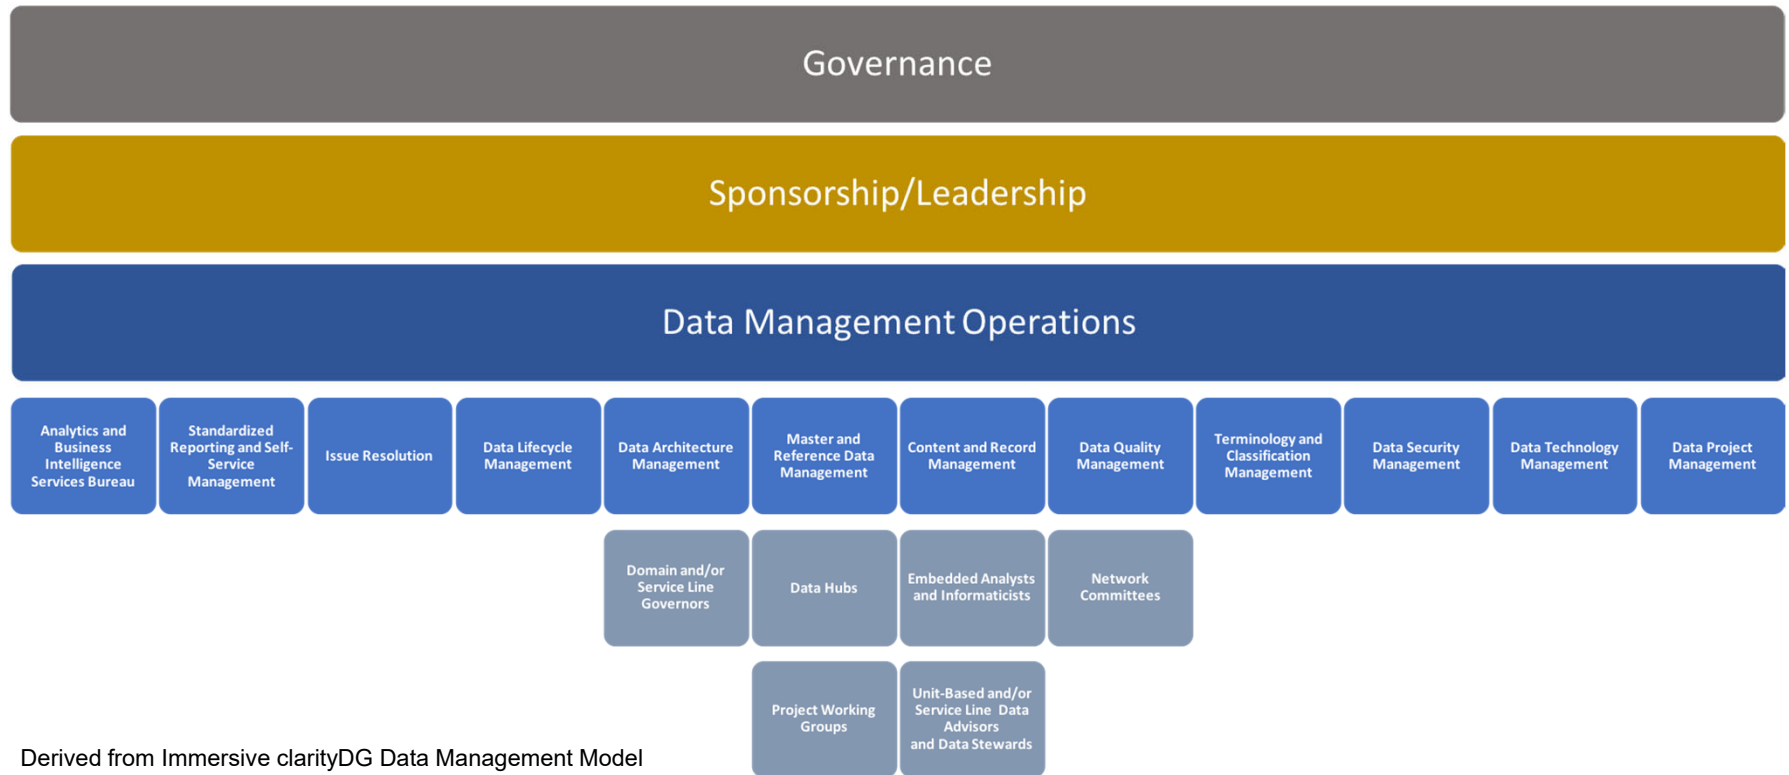 Governance
Sponsorship/Leadership
Data Management Operations
Analytics and
Business
Intelligence
Services Bureau
Standardized
Reporting and Self-
Service
Management
Issue Resolution
Data Lifecycle
Management
Data Architecture
Management
Master and
Reference Data
Management
Content and Record
Management
Data Quality
Management
Terminology and
Classification
Management
Data Security
Management
Data Technology
Management
Data Project
Management
Domain and/or
Service Line
Governors
Data Hubs
Embedded Analysts
and Informaticists
Network
Committees
Project Working
Groups
Unit-Based and/or
Service Line Data
Advisors
and Data Stewards
Derived from Immersive clarityDG Data Management Model